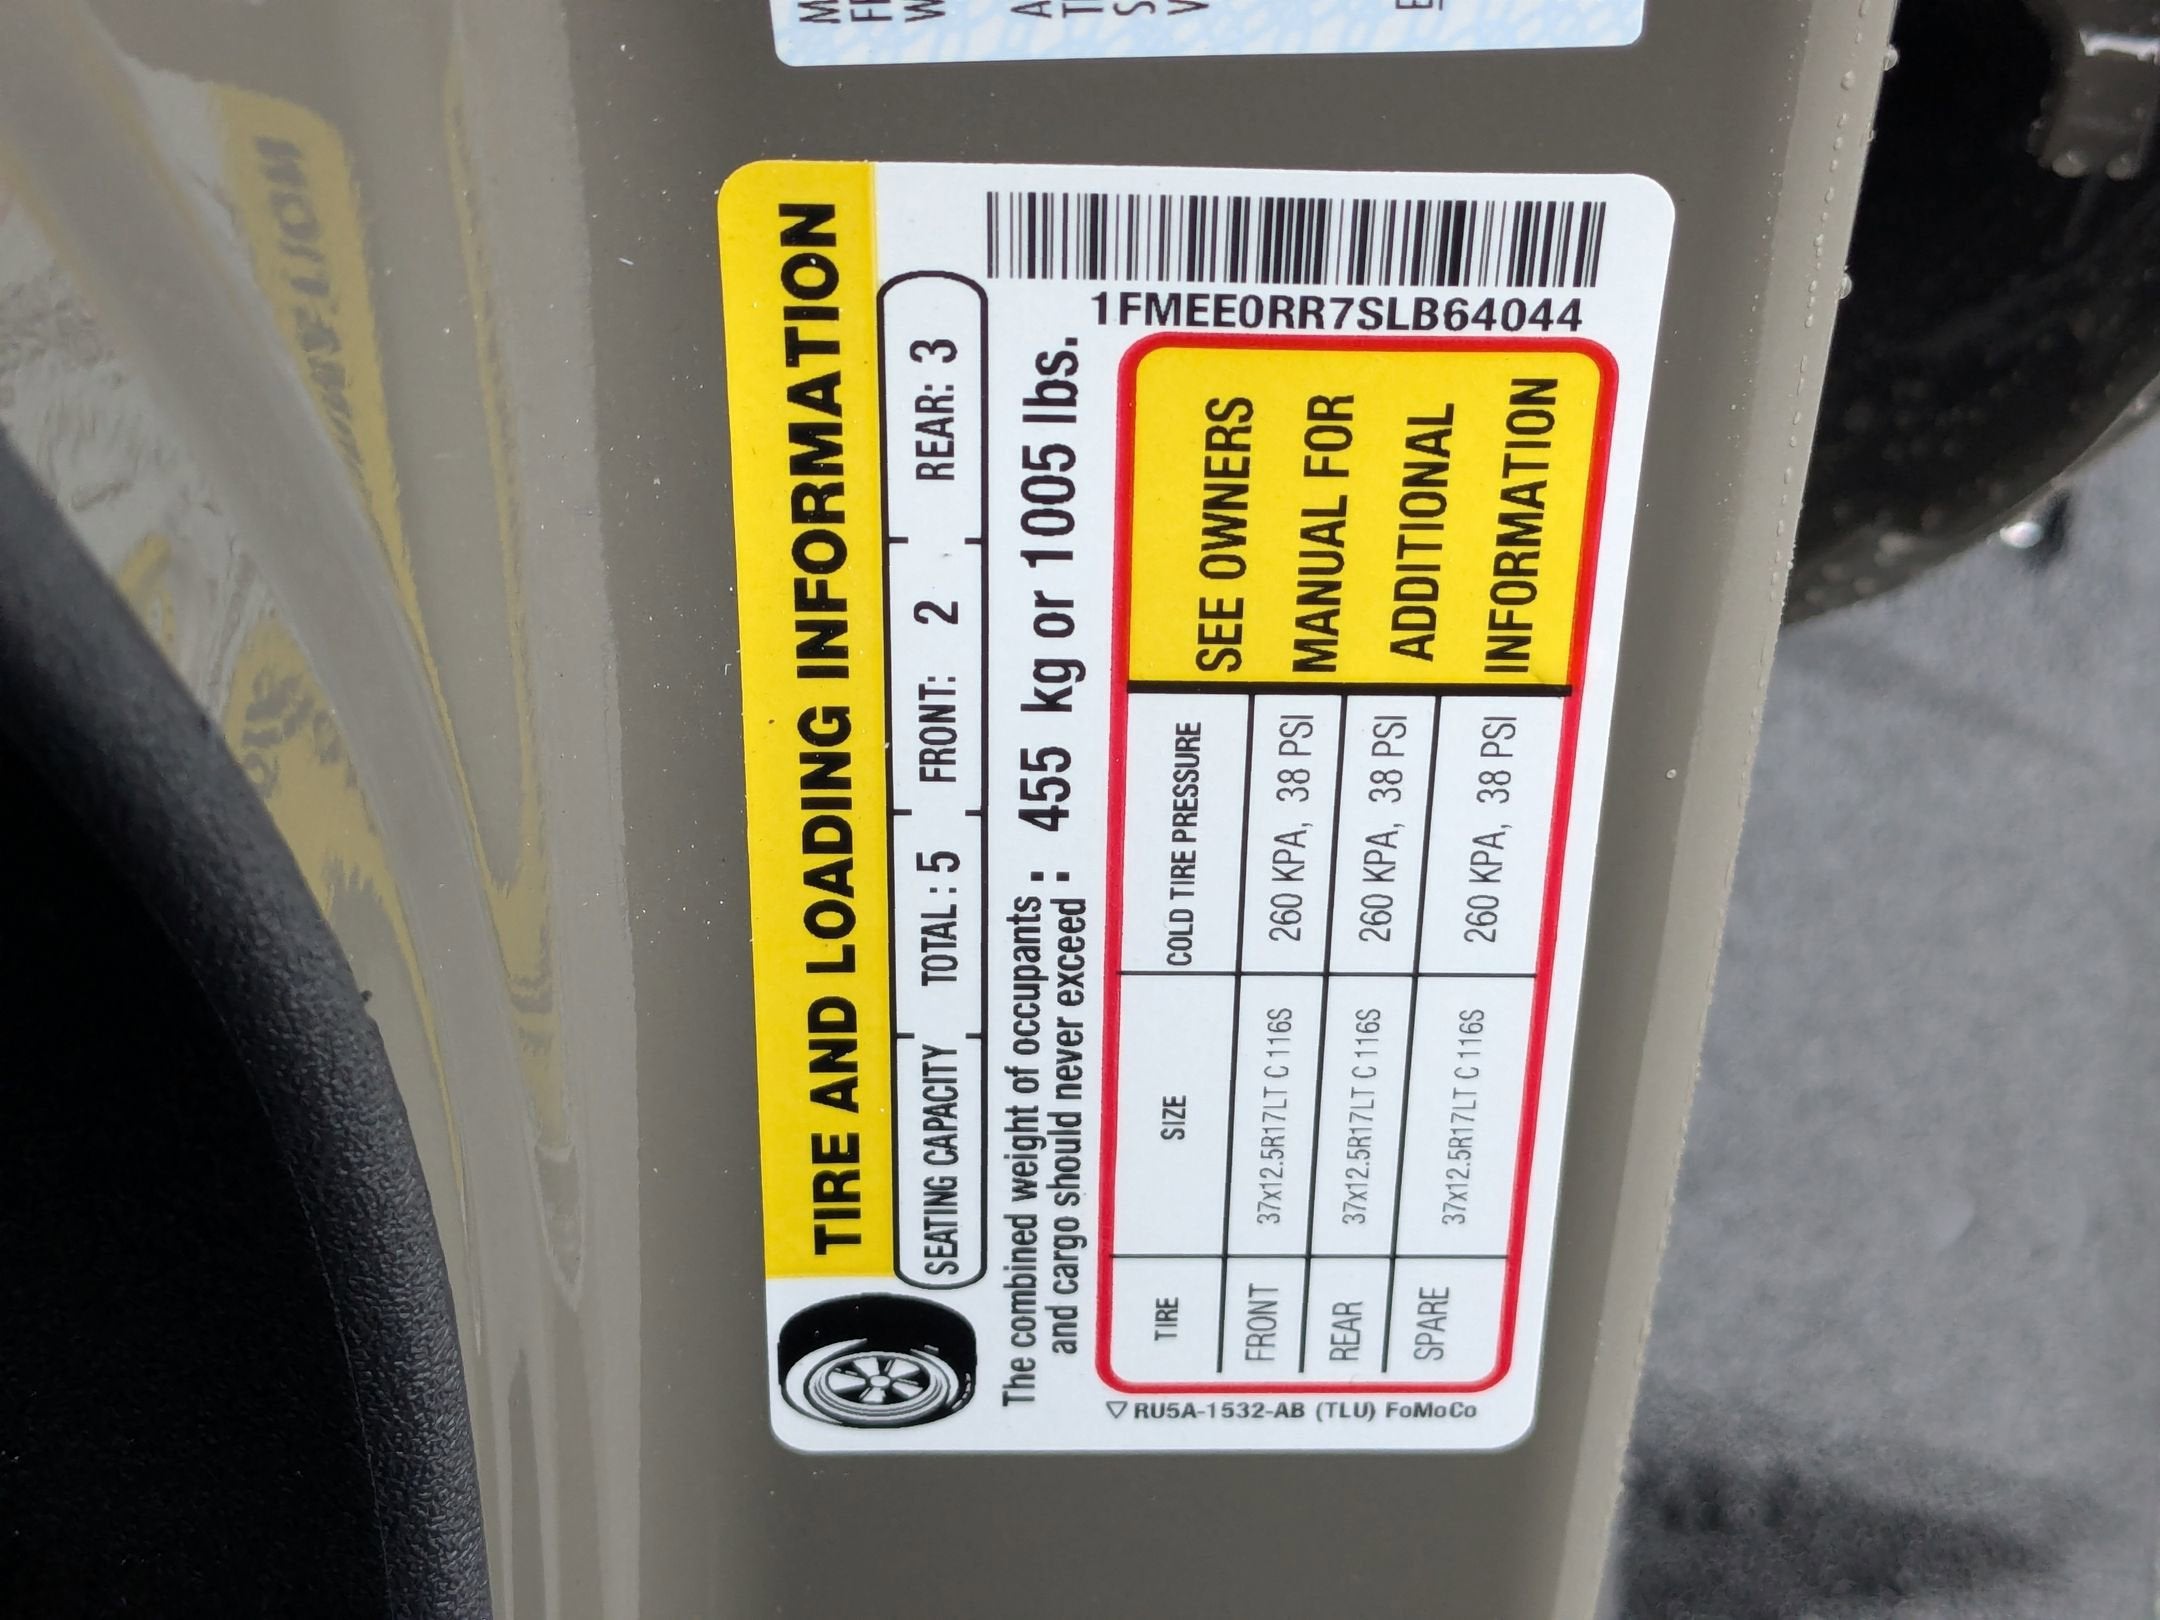 TIRE AND LOADING INFORMATION
SEATING CAPACITY TOTAL : 5 FRONT: 2 REAR: 3
The combined weight of occupants
and cargo should never exceed : 455 kg or 1005 lbs.
1FMEE0RR7SLB64044
TIRE SIZE COLD TIRE PRESSURE
FRONT 37x12.5R17LT C 116S 260 KPA, 38 PSI
REAR 37x12.5R17LT C 116S 260 KPA, 38 PSI
SPARE 37x12.5R17LT C 116S 260 KPA, 38 PSI
SEE OWNERS
MANUAL FOR
ADDITIONAL
INFORMATION
RU5A-1532-AB (TLU) FoMoCo